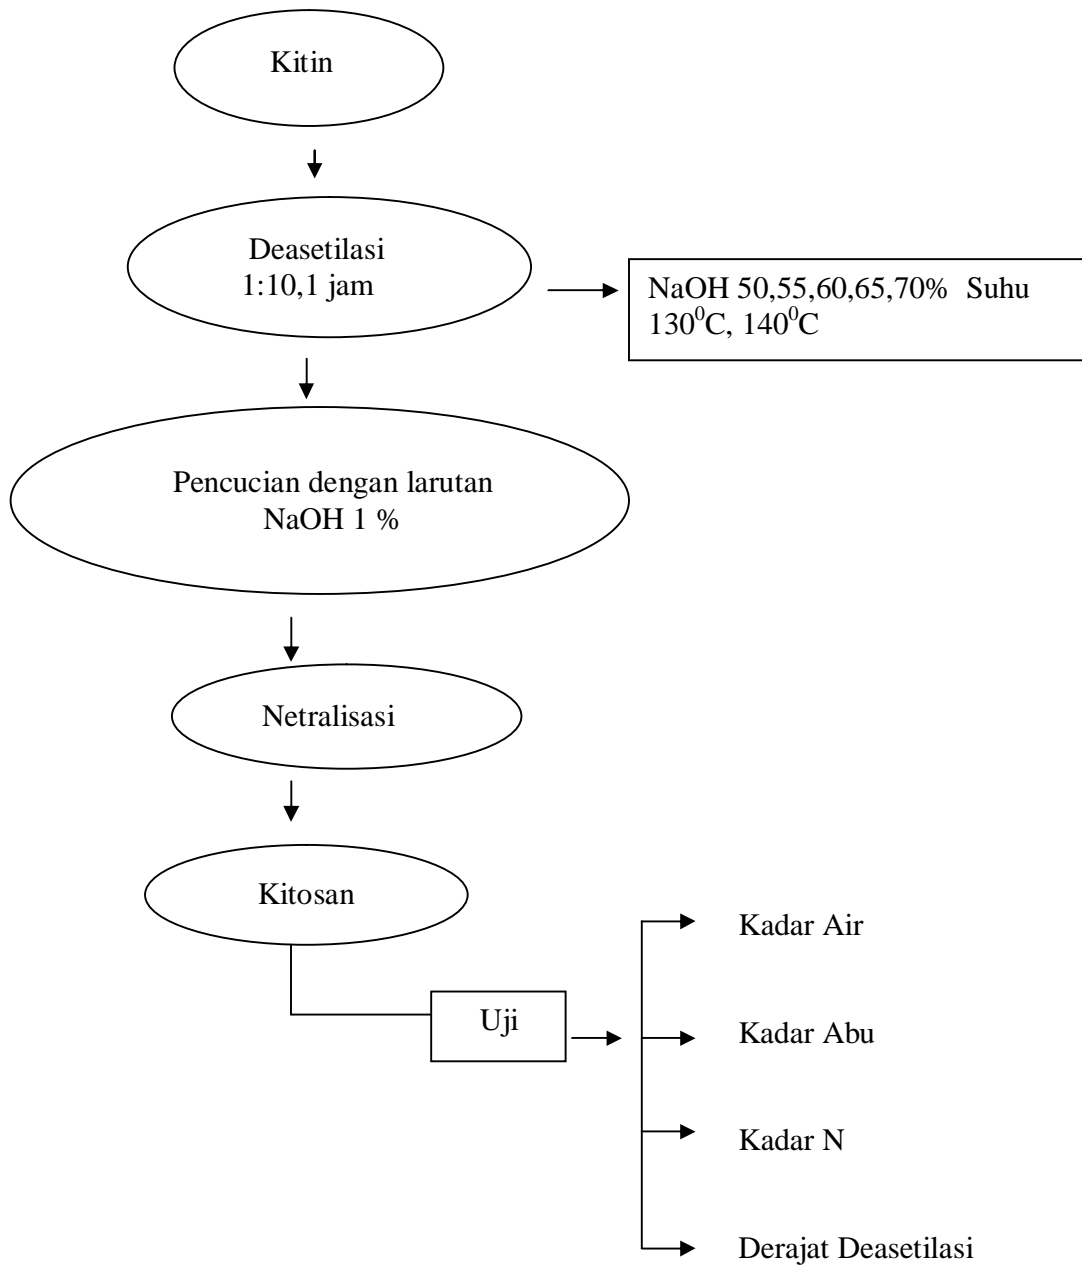 Kitin
Deasetilasi
1:10,1 jam
NaOH 50,55,60,65,70% Suhu
130⁰C, 140⁰C
Pencucian dengan larutan
NaOH 1 %
Netralisasi
Kitosan
Uji
Kadar Air
Kadar Abu
Kadar N
Derajat Deasetilasi